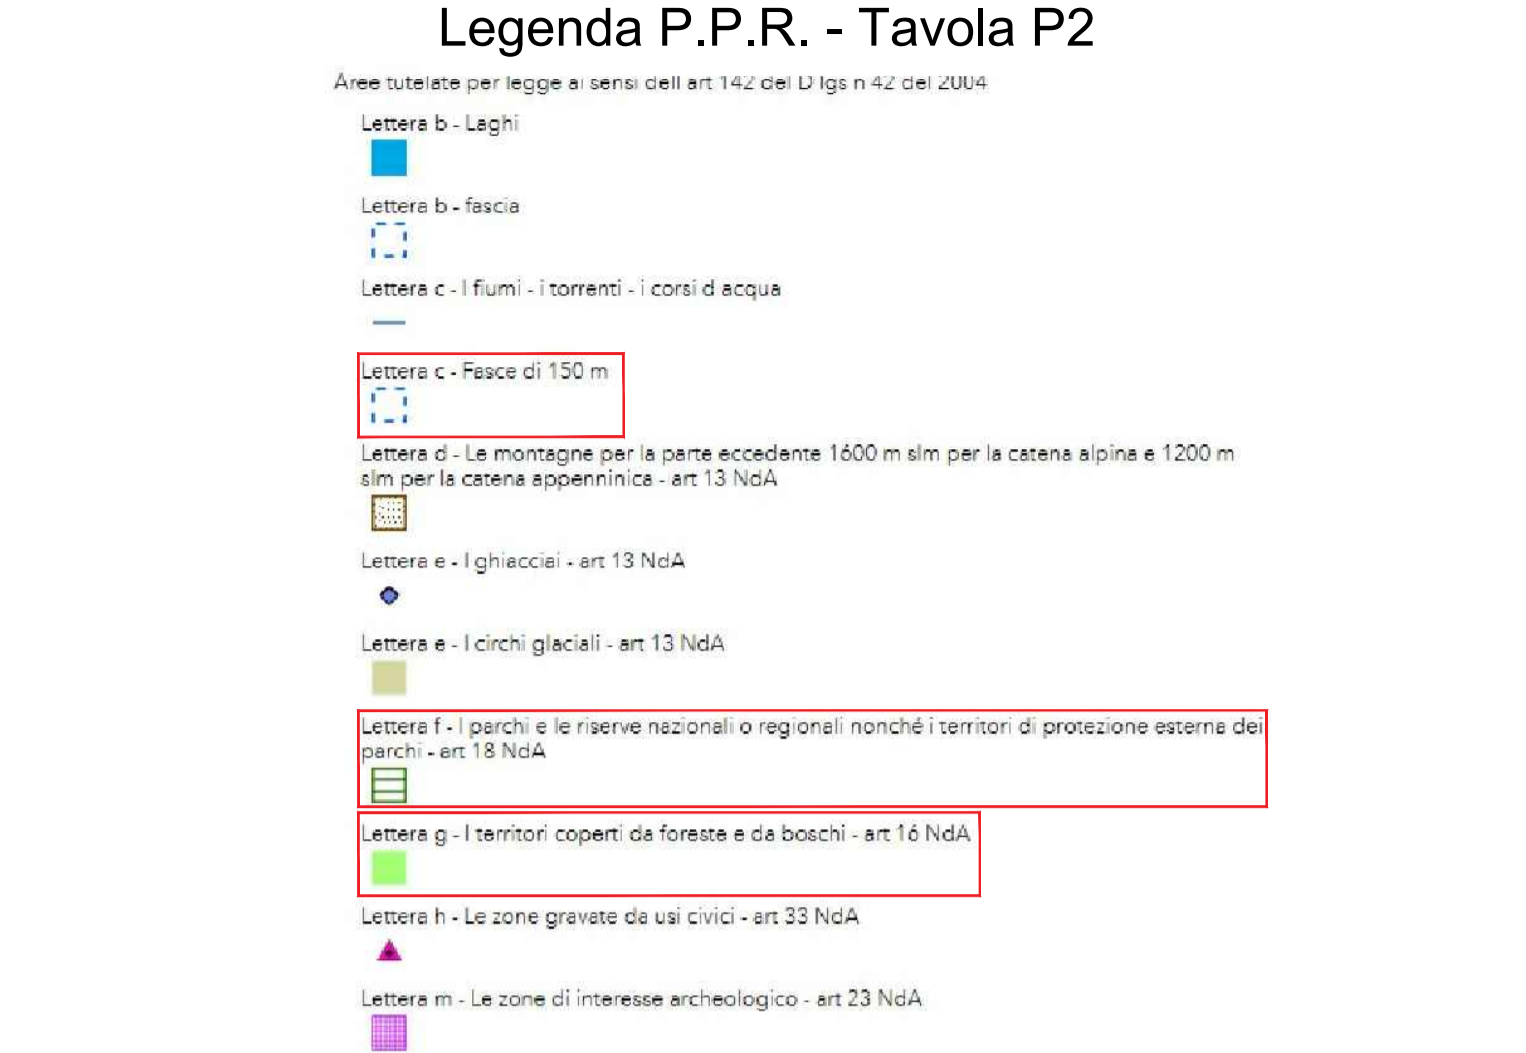 Legenda P.P.R. - Tavola P2
Aree tutelate per legge ai sensi dell art 142 del D lgs n 42 del 2004
Lettera b - Laghi
Lettera b - fascia
Lettera c - I fiumi - i torrenti - i corsi d acqua
Lettera c - Fasce di 150 m
Lettera d - Le montagne per la parte eccedente 1600 m slm per la catena alpina e 1200 m
slm per la catena appenninica - art 13 NdA
Lettera e - I ghiacciai - art 13 NdA
Lettera e - I circhi glaciali - art 13 NdA
Lettera f - I parchi e le riserve nazionali o regionali nonché i territori di protezione esterna dei
parchi - art 18 NdA
Lettera g - I territori coperti da foreste e da boschi - art 16 NdA
Lettera h - Le zone gravate da usi civici - art 33 NdA
Lettera m - Le zone di interesse archeologico - art 23 NdA